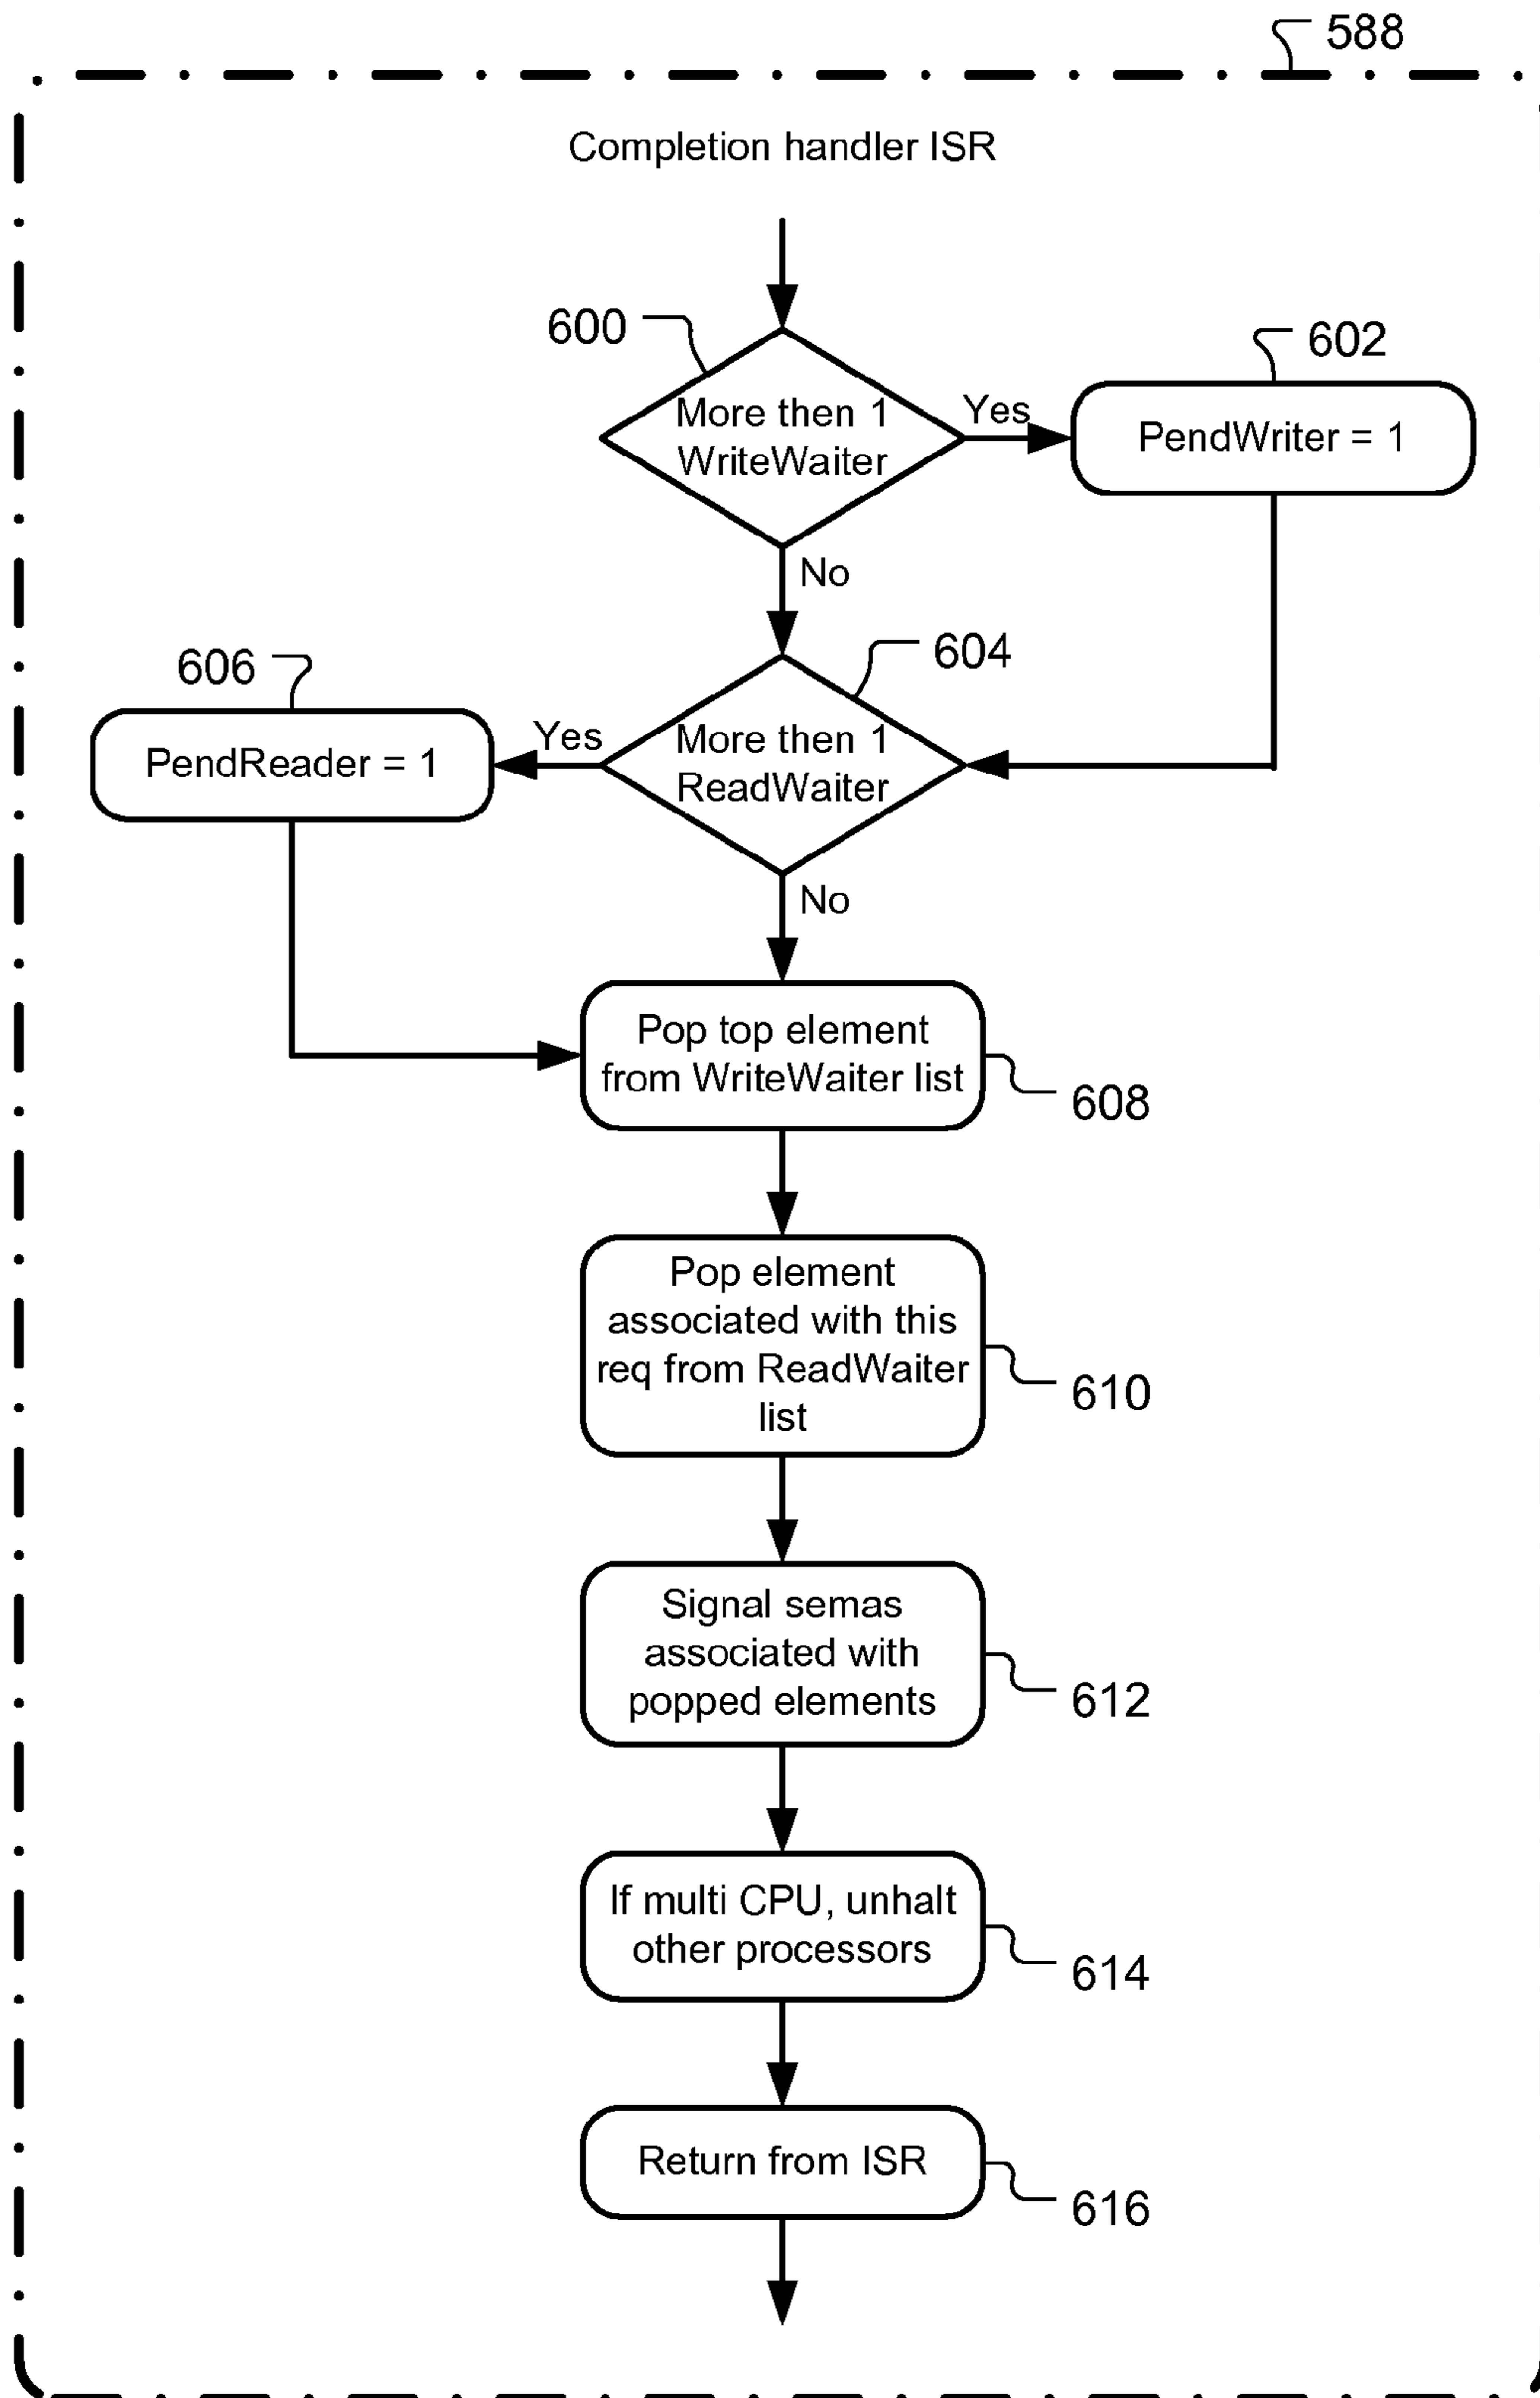 588
Completion handler ISR
600
602
More then 1
WriteWaiter
Yes
PendWriter = 1
No
604
606
More then 1
ReadWaiter
Yes
PendReader = 1
No
Pop top element
from WriteWaiter list
608
Pop element
associated with this
req from ReadWaiter
list
610
Signal semas
associated with
popped elements
612
If multi CPU, unhalt
other processors
614
Return from ISR
616